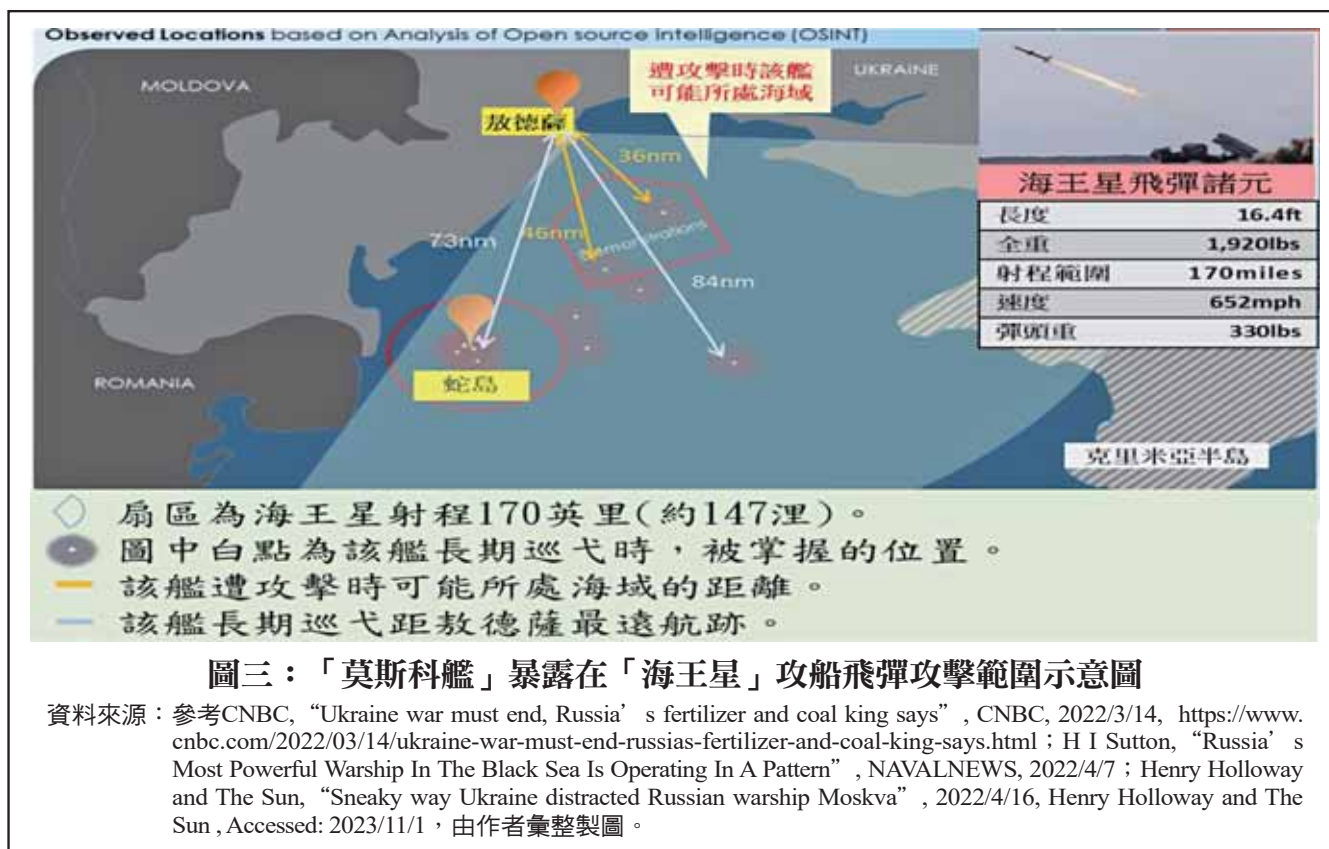 Observed Locations based on Analysis of Open source Intelligence (OSINT)
MOLDOVA
UKRAINE
遭攻擊時該艦
可能所處海域
敖德薩
36nm
46nm
73nm
84nm
蛇島
ROMANIA
克里米亞半島
海王星飛彈諸元
長度 16.4ft
全重 1,920lbs
射程範圍 170miles
速度 652mph
彈頭重 330lbs
扇區為海王星射程170英里(約147浬)。
圖中白點為該艦長期巡弋時，被掌握的位置。
該艦遭攻擊時可能所處海域的距離。
該艦長期巡弋距敖德薩最遠航跡。
圖三：「莫斯科艦」暴露在「海王星」攻船飛彈攻擊範圍示意圖
資料來源：參考CNBC, “Ukraine war must end, Russia’s fertilizer and coal king says”, CNBC, 2022/3/14, https://www.
cnbc.com/2022/03/14/ukraine-war-must-end-russias-fertilizer-and-coal-king-says.html；H I Sutton, “Russia’s
Most Powerful Warship In The Black Sea Is Operating In A Pattern”, NAVALNEWS, 2022/4/7；Henry Holloway
and The Sun, “Sneaky way Ukraine distracted Russian warship Moskva”, 2022/4/16, Henry Holloway and The
Sun , Accessed: 2023/11/1，由作者彙整製圖。